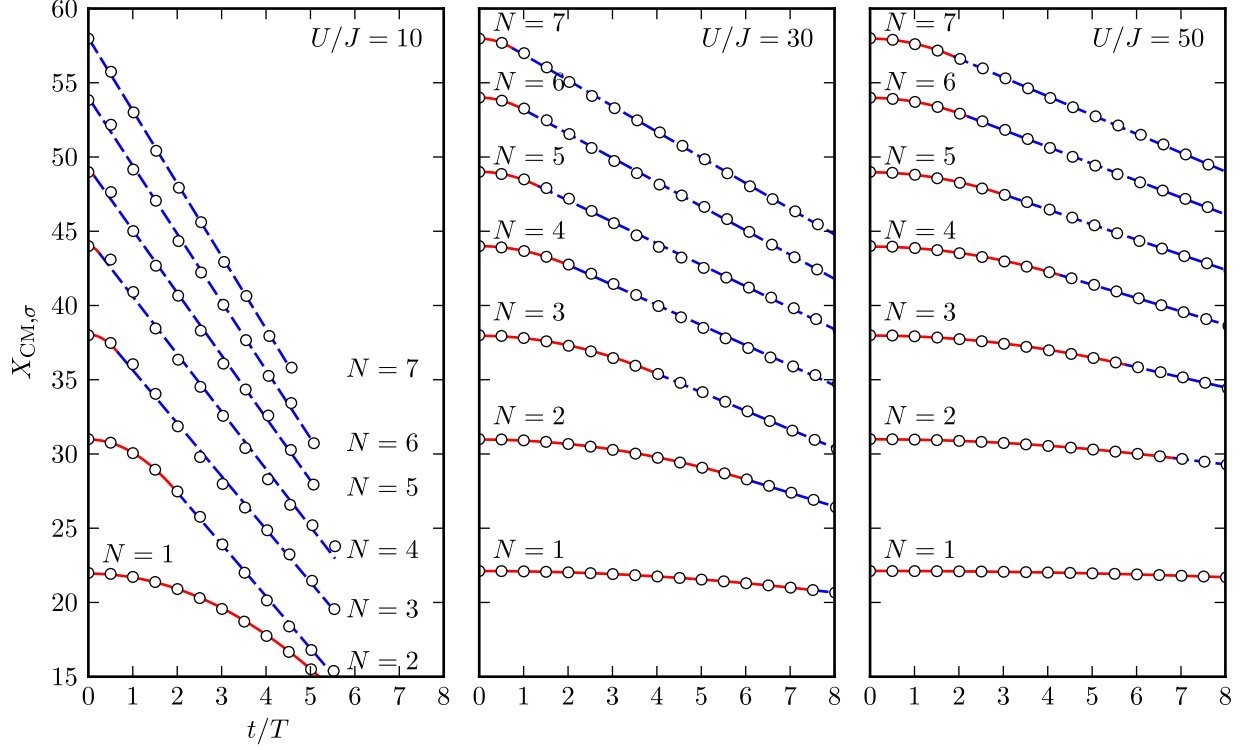 60
55
50
45
40
35
30
25
20
15
X_{CM,σ}
U/J = 10
N = 1
N = 7
N = 6
N = 5
N = 4
N = 3
N = 2
0 1 2 3 4 5 6 7 8
t/T
N = 7
U/J = 30
N = 6
N = 5
N = 4
N = 3
N = 2
N = 1
0 1 2 3 4 5 6 7 8
N = 7
U/J = 50
N = 6
N = 5
N = 4
N = 3
N = 2
N = 1
0 1 2 3 4 5 6 7 8